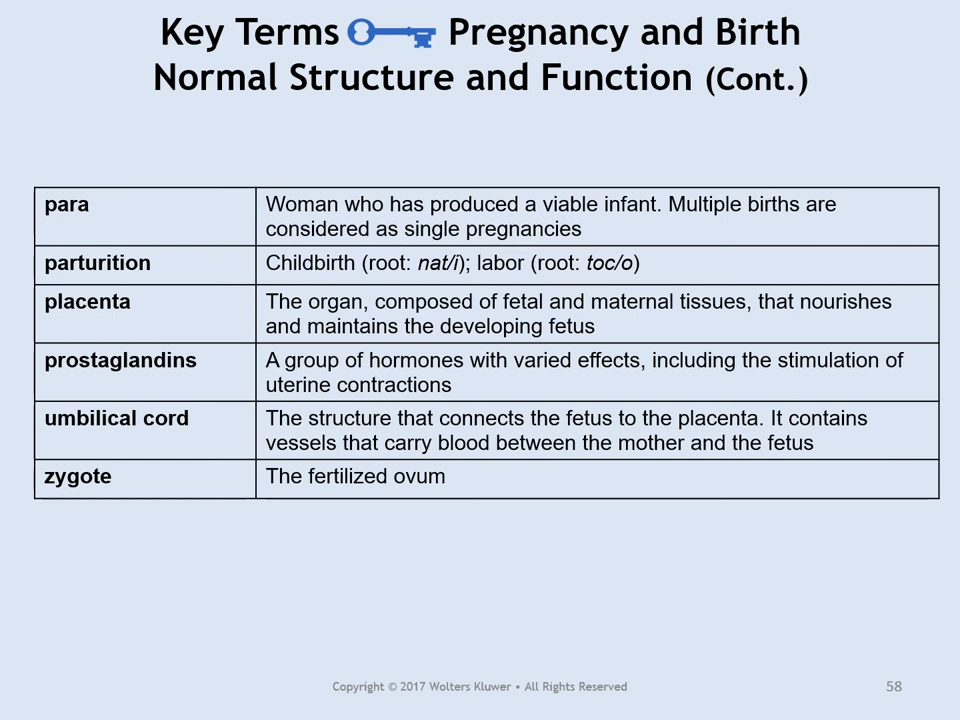 Key Terms Pregnancy and Birth
Normal Structure and Function (Cont.)
para
Woman who has produced a viable infant. Multiple births are
considered as single pregnancies
parturition
Childbirth (root: nat/i); labor (root: toc/o)
placenta
The organ, composed of fetal and maternal tissues, that nourishes
and maintains the developing fetus
prostaglandins
A group of hormones with varied effects, including the stimulation of
uterine contractions
umbilical cord
The structure that connects the fetus to the placenta. It contains
vessels that carry blood between the mother and the fetus
zygote
The fertilized ovum
Copyright © 2017 Wolters Kluwer • All Rights Reserved
58